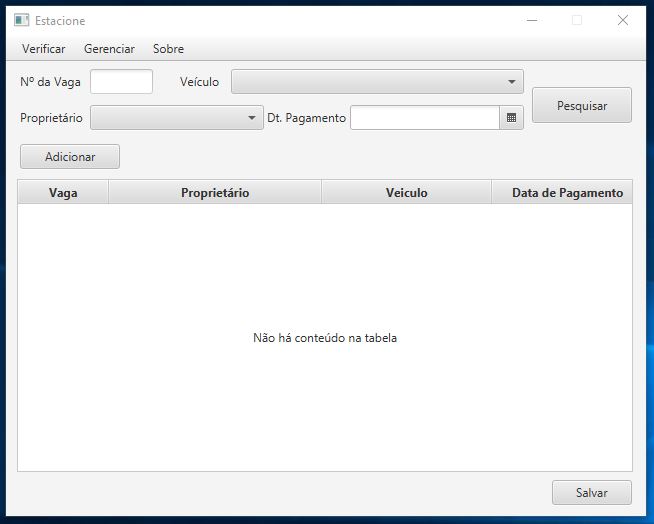 Estacione
Verificar Gerenciar Sobre
Nº da Vaga Veículo
Pesquisar
Proprietário Dt. Pagamento
Adicionar
Vaga Proprietário Veiculo Data de Pagamento
Não há conteúdo na tabela
Salvar